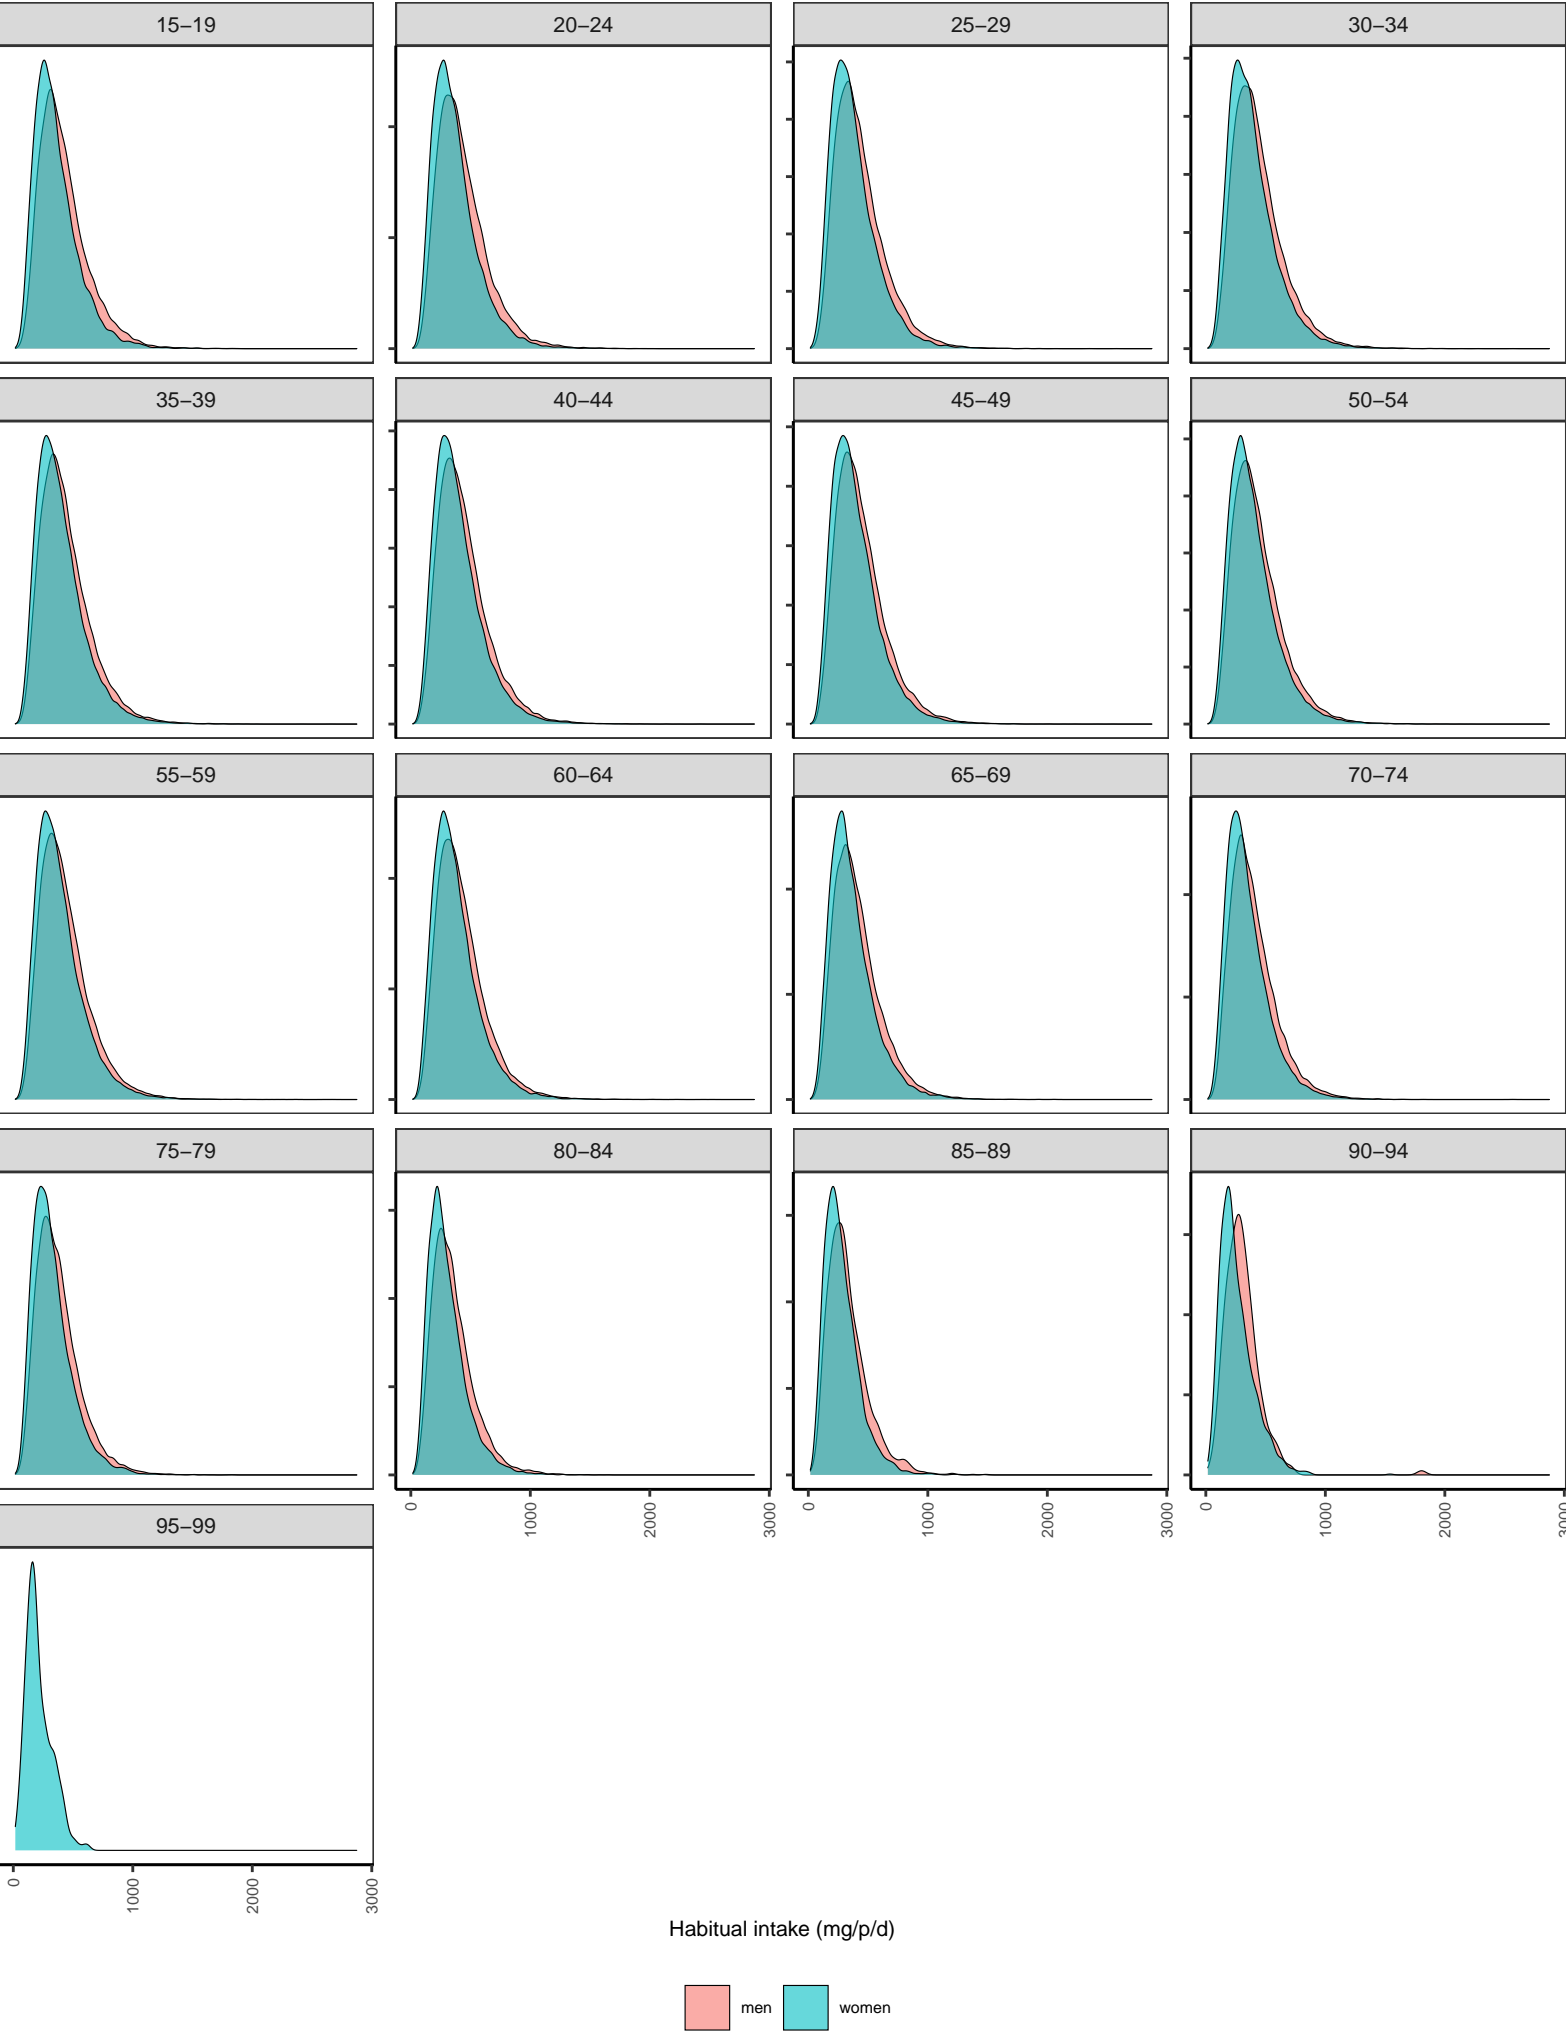 15–19 20–24 25–29 30–34
35–39 40–44 45–49 50–54
55–59 60–64 65–69 70–74
75–79 80–84 85–89 90–94
0 1000 2000 3000 0 1000 2000 3000 0 1000 2000 3000
95–99
0 1000 2000 3000
Habitual intake (mg/p/d)
men women